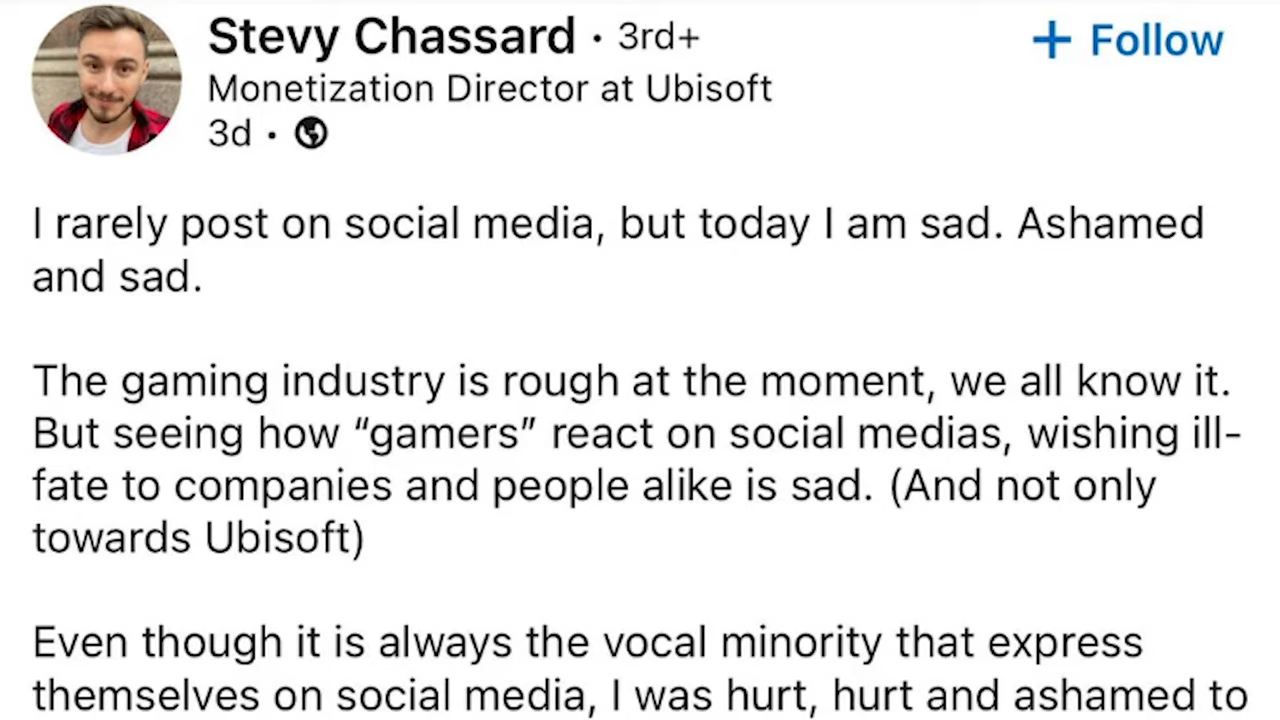 Stevy Chassard · 3rd+
+ Follow
Monetization Director at Ubisoft
3d ·
I rarely post on social media, but today I am sad. Ashamed
and sad.
The gaming industry is rough at the moment, we all know it.
But seeing how “gamers” react on social medias, wishing ill-
fate to companies and people alike is sad. (And not only
towards Ubisoft)
Even though it is always the vocal minority that express
themselves on social media, I was hurt, hurt and ashamed to